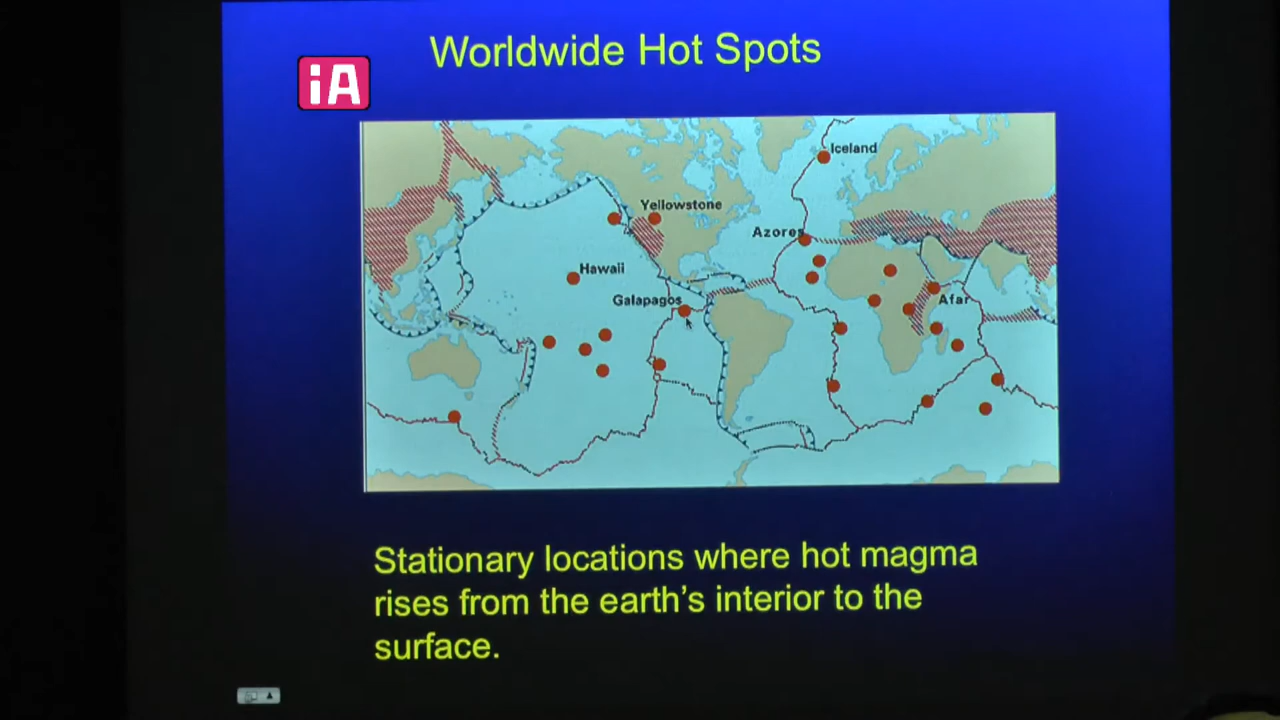 Worldwide Hot Spots
iA
Iceland
Yellowstone
Azores
Hawaii
Galapagos
Afar
Stationary locations where hot magma
rises from the earth's interior to the
surface.